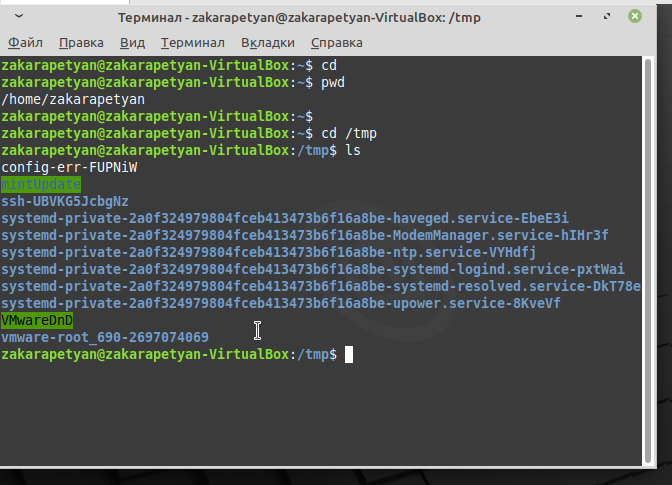 Терминал - zakarapetyan@zakarapetyan-VirtualBox: /tmp
Файл Правка Вид Терминал Вкладки Справка
zakarapetyan@zakarapetyan-VirtualBox:~$ cd
zakarapetyan@zakarapetyan-VirtualBox:~$ pwd
/home/zakarapetyan
zakarapetyan@zakarapetyan-VirtualBox:~$
zakarapetyan@zakarapetyan-VirtualBox:~$ cd /tmp
zakarapetyan@zakarapetyan-VirtualBox:/tmp$ ls
config-err-FUPNiW
mintUpdate
ssh-UBVKG5JcbgNz
systemd-private-2a0f324979804fceb413473b6f16a8be-haveged.service-EbeE3i
systemd-private-2a0f324979804fceb413473b6f16a8be-ModemManager.service-hIHr3f
systemd-private-2a0f324979804fceb413473b6f16a8be-ntp.service-VYHdfj
systemd-private-2a0f324979804fceb413473b6f16a8be-systemd-logind.service-pxtWai
systemd-private-2a0f324979804fceb413473b6f16a8be-systemd-resolved.service-DkT78e
systemd-private-2a0f324979804fceb413473b6f16a8be-upower.service-8KveVf
VMwareDnD
vmware-root_690-2697074069
zakarapetyan@zakarapetyan-VirtualBox:/tmp$